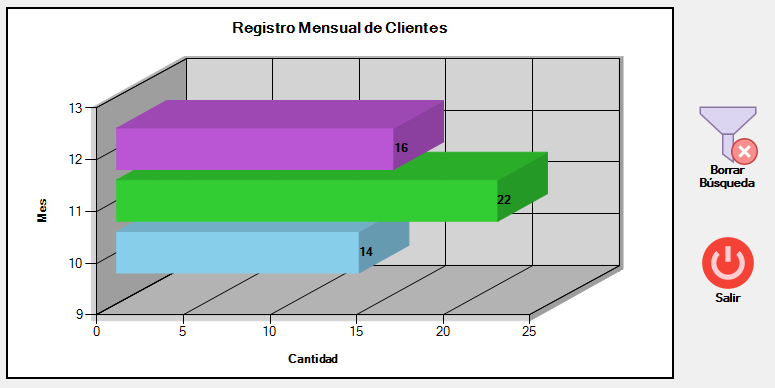 Registro Mensual de Clientes
13
12
11
10
9
Mes
16
22
14
0 5 10 15 20 25
Cantidad
Borrar
Búsqueda
Salir